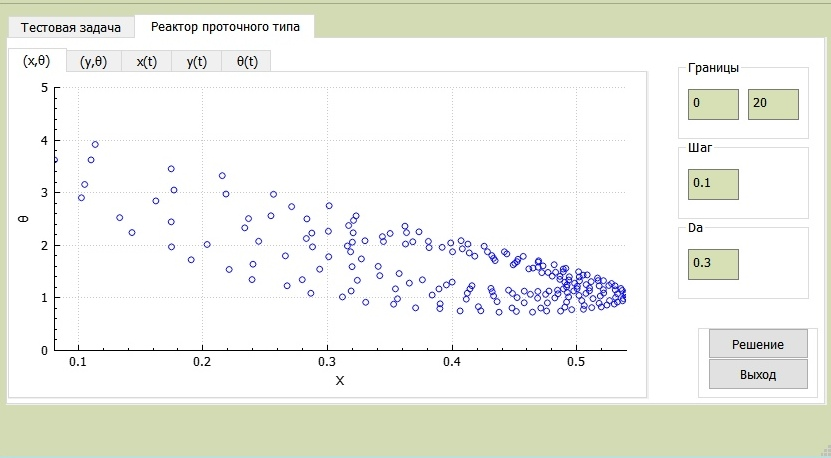 Тестовая задача Реактор проточного типа
(x,θ) (y,θ) x(t) y(t) θ(t)
5
4
3
2
1
0
θ
0.1 0.2 0.3 0.4 0.5
X
Границы
0 20
Шаг
0.1
Da
0.3
Решение
Выход